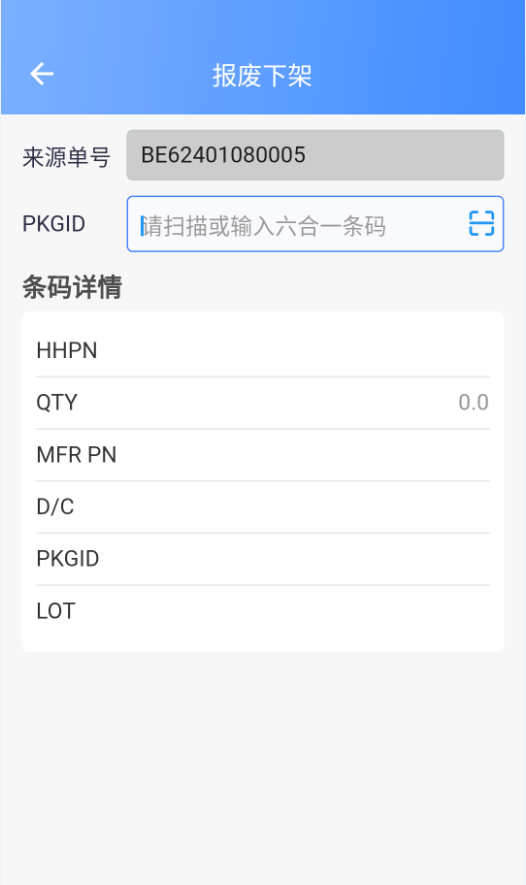 报废下架
来源单号 BE62401080005
PKGID 请扫描或输入六合一条码
条码详情
HHPN
QTY 0.0
MFR PN
D/C
PKGID
LOT